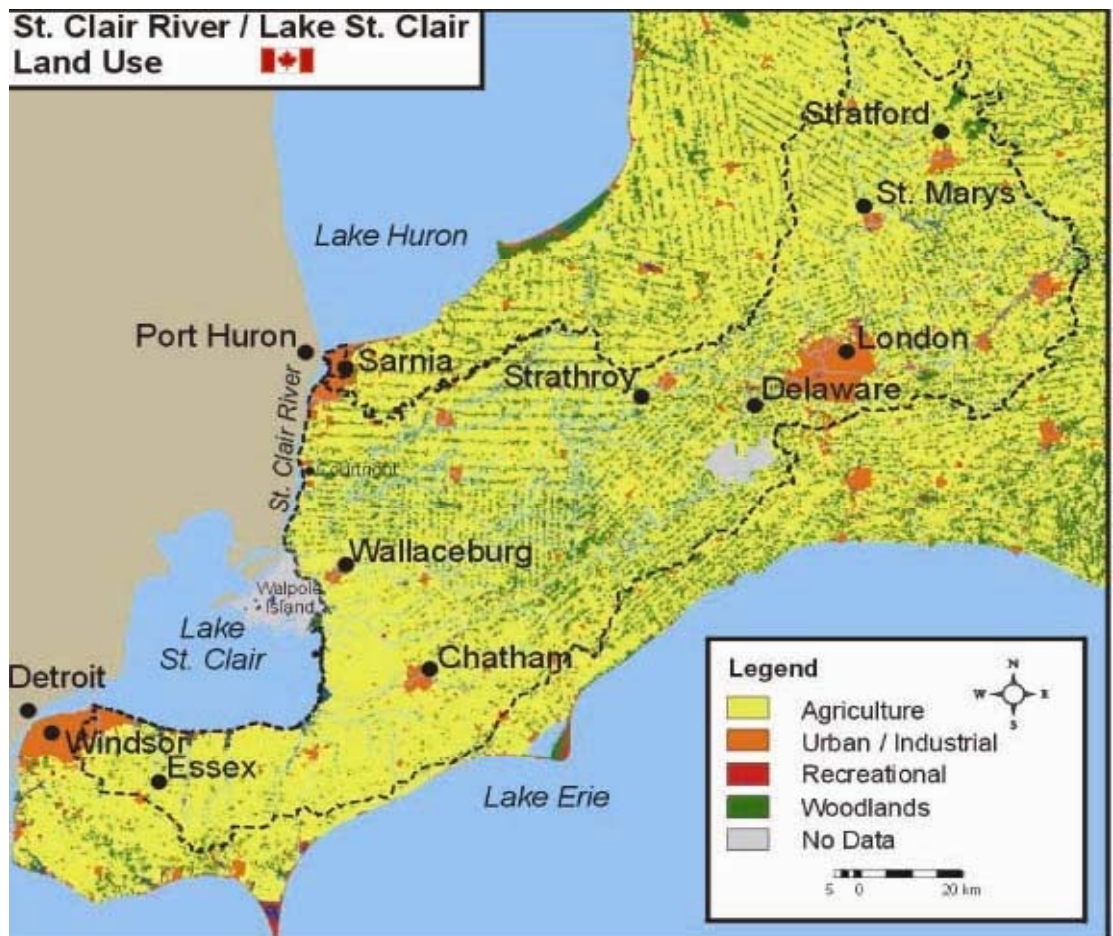 St. Clair River / Lake St. Clair
Land Use
Stratford
St. Marys
Lake Huron
Port Huron
Sarnia
London
Strathroy
Delaware
St. Clair River
Courtright
Wallaceburg
Walpole
Island
Lake
St. Clair
Chatham
Detroit
Windsor
Essex
Lake Erie
Legend
N
W E
S
Agriculture
Urban / Industrial
Recreational
Woodlands
No Data
5 0 20 km